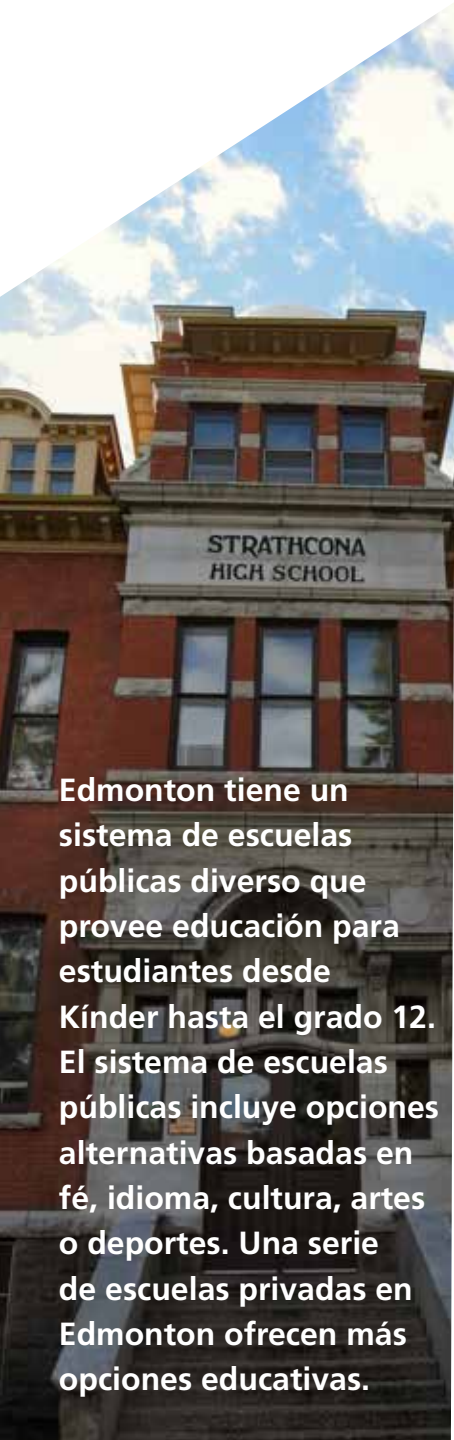 STRATHCONA
HIGH SCHOOL
Edmonton tiene un
sistema de escuelas
públicas diverso que
provee educación para
estudiantes desde
Kínder hasta el grado 12.
El sistema de escuelas
públicas incluye opciones
alternativas basadas en
fé, idioma, cultura, artes
o deportes. Una serie
de escuelas privadas en
Edmonton ofrecen más
opciones educativas.